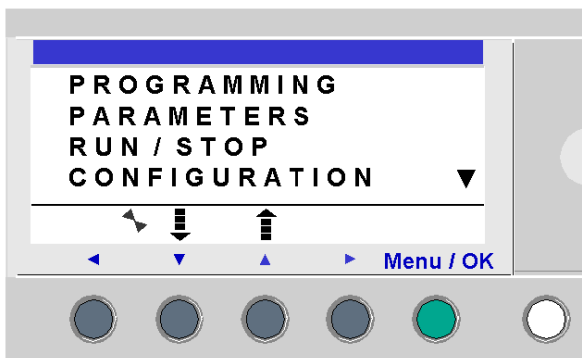 PROGRAMMING
PARAMETERS
RUN / STOP
CONFIGURATION
Menu / OK